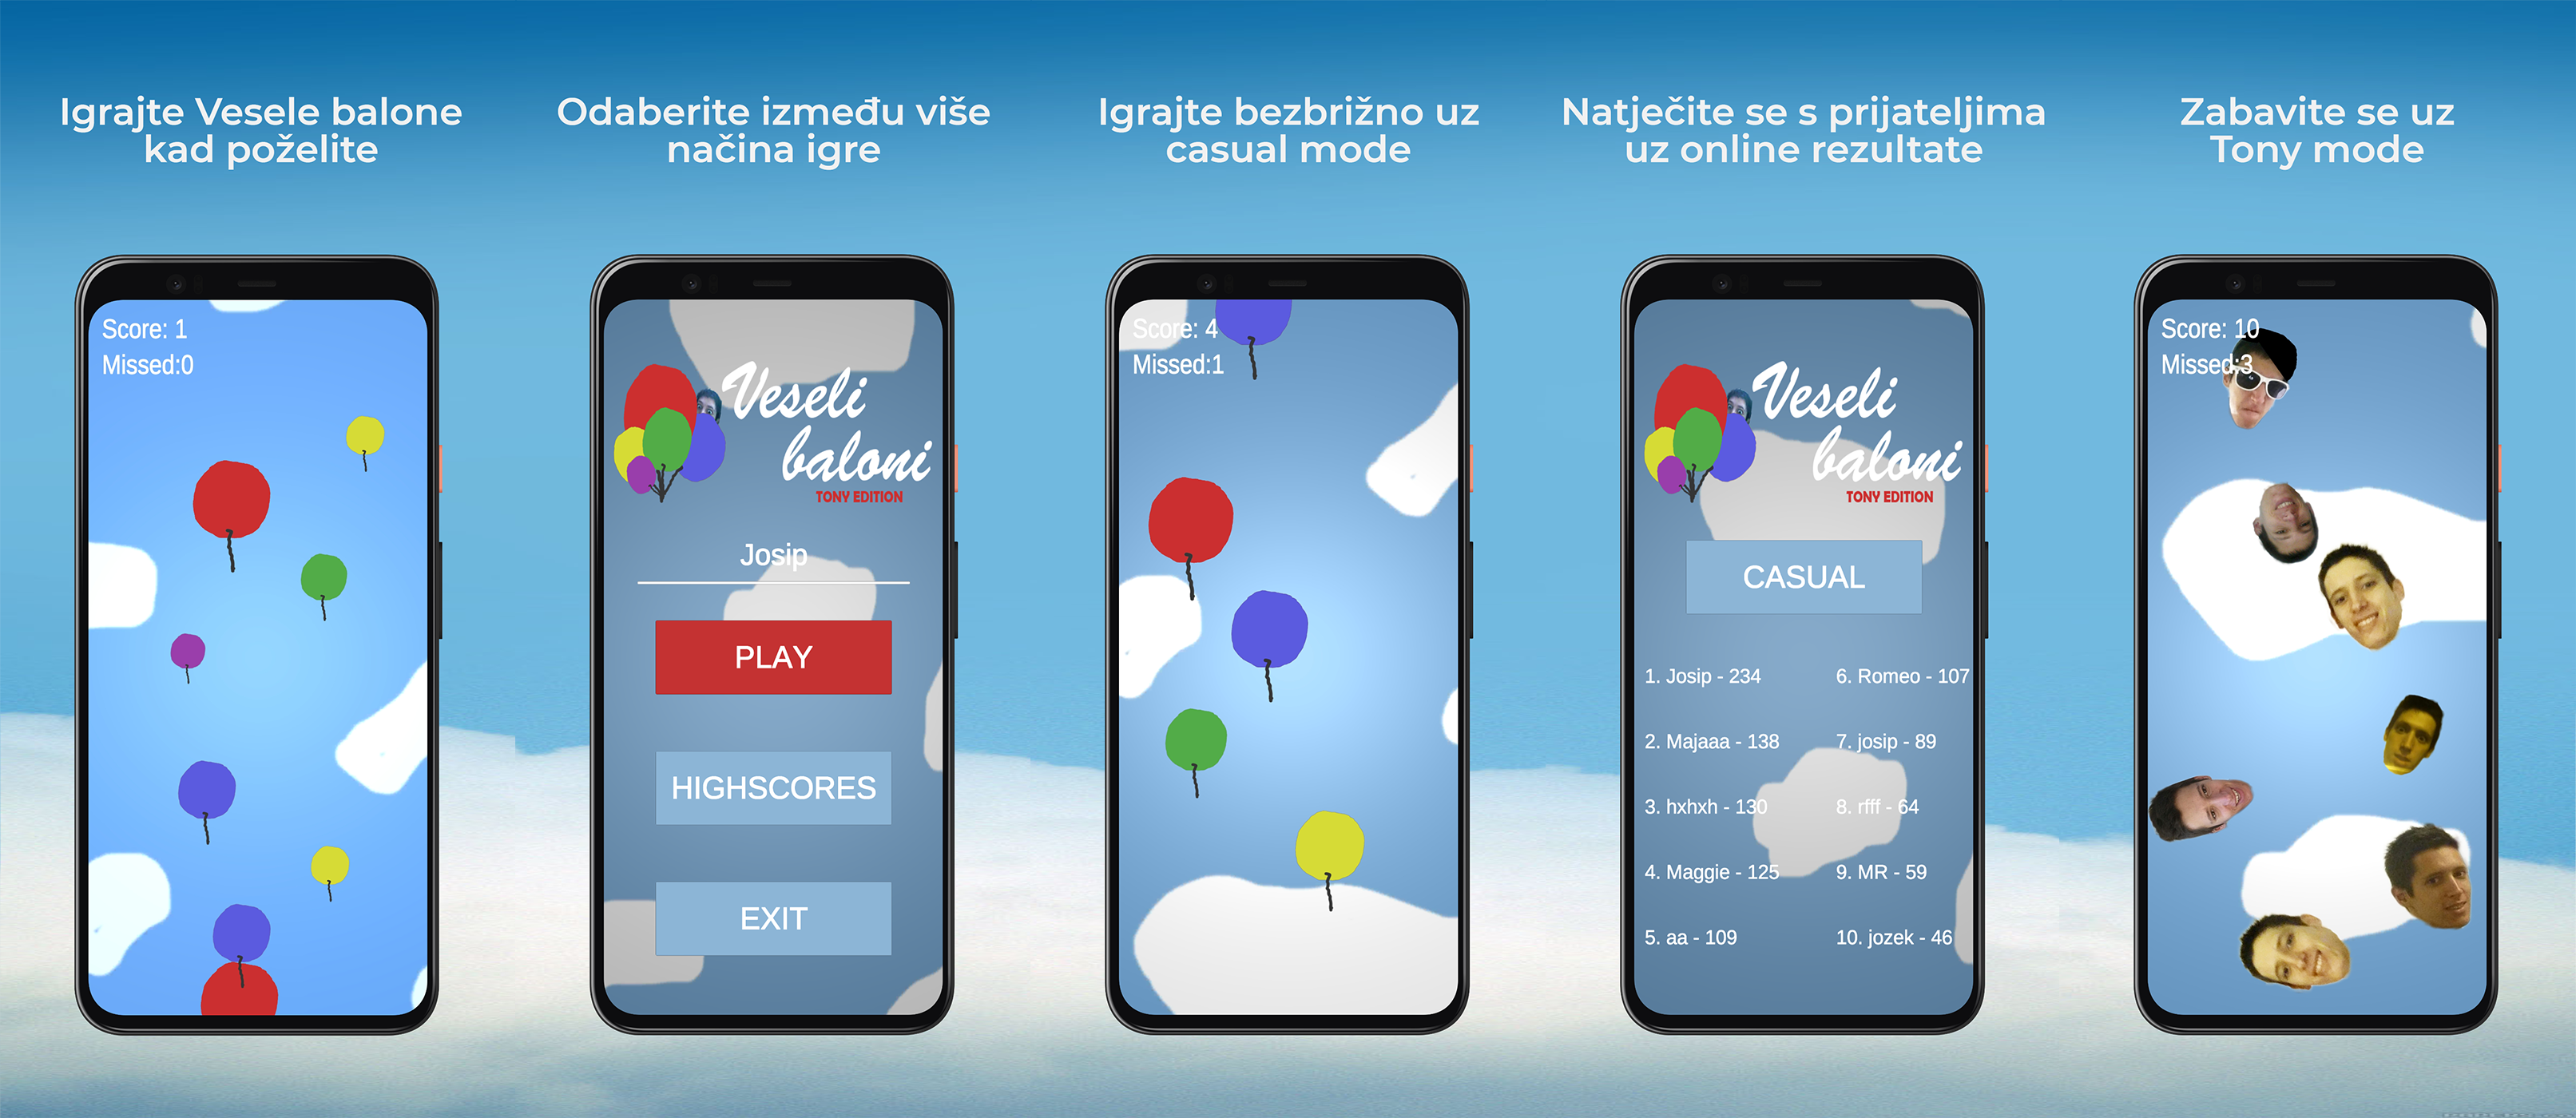 Igrajte Vesele balone
kad poželite
Score: 1
Missed:0
Odaberite između više
načina igre
Veseli
baloni
TONY EDITION
Josip
PLAY
HIGHSCORES
EXIT
Igrajte bezbrižno uz
casual mode
Score: 4
Missed:1
Natječite se s prijateljima
uz online rezultate
Veseli
baloni
TONY EDITION
CASUAL
1. Josip - 234
2. Majaaa - 138
3. hxhxh - 130
4. Maggie - 125
5. aa - 109
6. Romeo - 107
7. josip - 89
8. rfff - 64
9. MR - 59
10. jozek - 46
Zabavite se uz
Tony mode
Score: 10
Missed:3